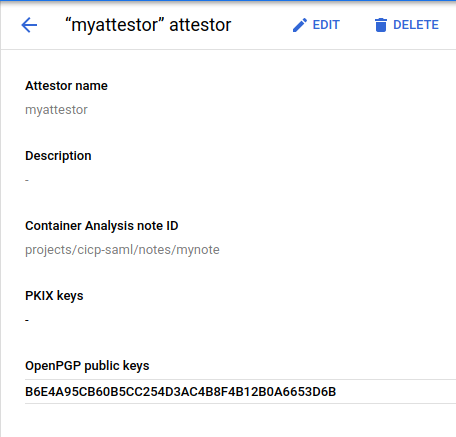 “myattestor” attestor EDIT DELETE
Attestor name
myattestor
Description
-
Container Analysis note ID
projects/cicp-saml/notes/mynote
PKIX keys
-
OpenPGP public keys
B6E4A95CB60B5CC254D3AC4B8F4B12B0A6653D6B